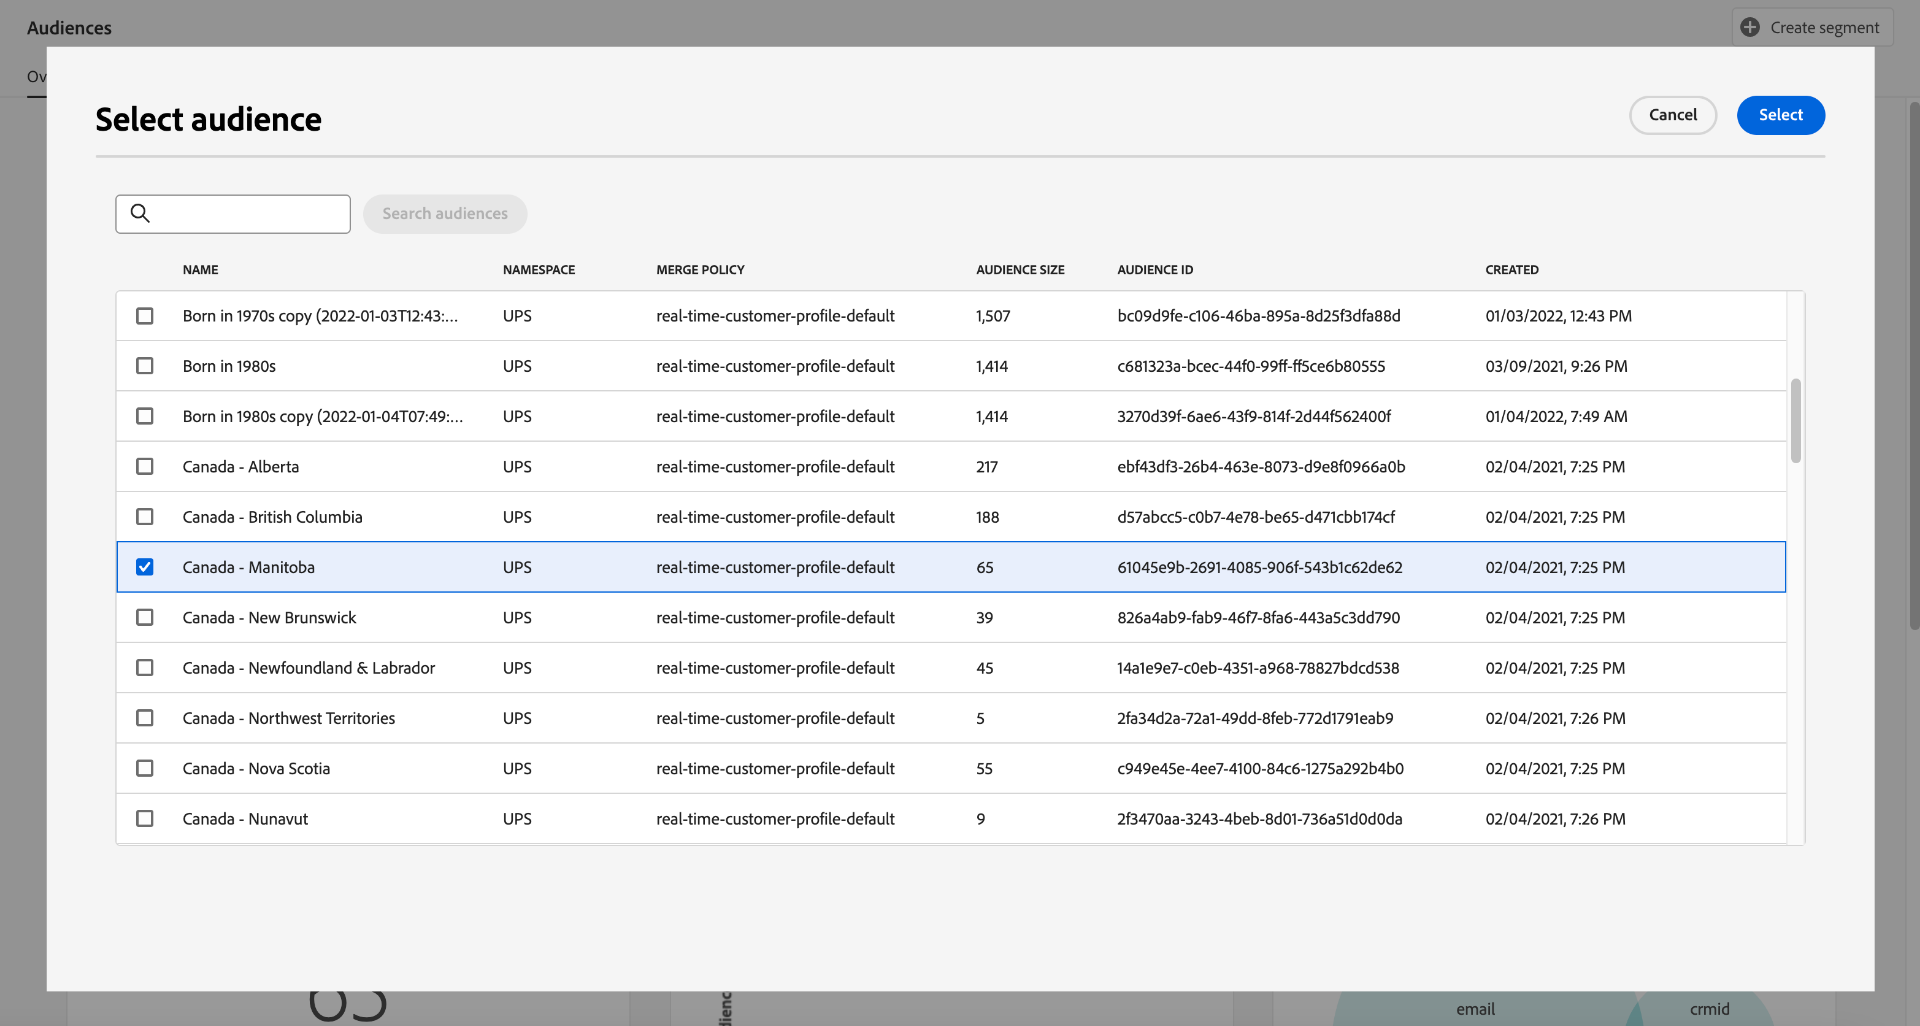 Audiences
Create segment
Ov
Select audience
Cancel
Select
Search audiences
NAME NAMESPACE MERGE POLICY AUDIENCE SIZE AUDIENCE ID CREATED
Born in 1970s copy (2022-01-03T12:43:... UPS real-time-customer-profile-default 1,507 bc09d9fe-c106-46ba-895a-8d25f3dfa88d 01/03/2022, 12:43 PM
Born in 1980s UPS real-time-customer-profile-default 1,414 c681323a-bcec-44f0-99ff-ff5ce6b80555 03/09/2021, 9:26 PM
Born in 1980s copy (2022-01-04T07:49:... UPS real-time-customer-profile-default 1,414 3270d39f-6ae6-43f9-814f-2d44f562400f 01/04/2022, 7:49 AM
Canada - Alberta UPS real-time-customer-profile-default 217 ebf43df3-26b4-463e-8073-d9e8f0966a0b 02/04/2021, 7:25 PM
Canada - British Columbia UPS real-time-customer-profile-default 188 d57abcc5-c0b7-4e78-be65-d471cbb174cf 02/04/2021, 7:25 PM
Canada - Manitoba UPS real-time-customer-profile-default 65 61045e9b-2691-4085-906f-543b1c62de62 02/04/2021, 7:25 PM
Canada - New Brunswick UPS real-time-customer-profile-default 39 826a4ab9-fab9-46f7-8fa6-443a5c3dd790 02/04/2021, 7:25 PM
Canada - Newfoundland & Labrador UPS real-time-customer-profile-default 45 14a1e9e7-c0eb-4351-a968-78827bdcd538 02/04/2021, 7:25 PM
Canada - Northwest Territories UPS real-time-customer-profile-default 5 2fa34d2a-72a1-49dd-8feb-772d1791eab9 02/04/2021, 7:26 PM
Canada - Nova Scotia UPS real-time-customer-profile-default 55 c949e45e-4ee7-4100-84c6-1275a292b4b0 02/04/2021, 7:25 PM
Canada - Nunavut UPS real-time-customer-profile-default 9 2f3470aa-3243-4beb-8d01-736a51d0d0da 02/04/2021, 7:26 PM
email
crmid